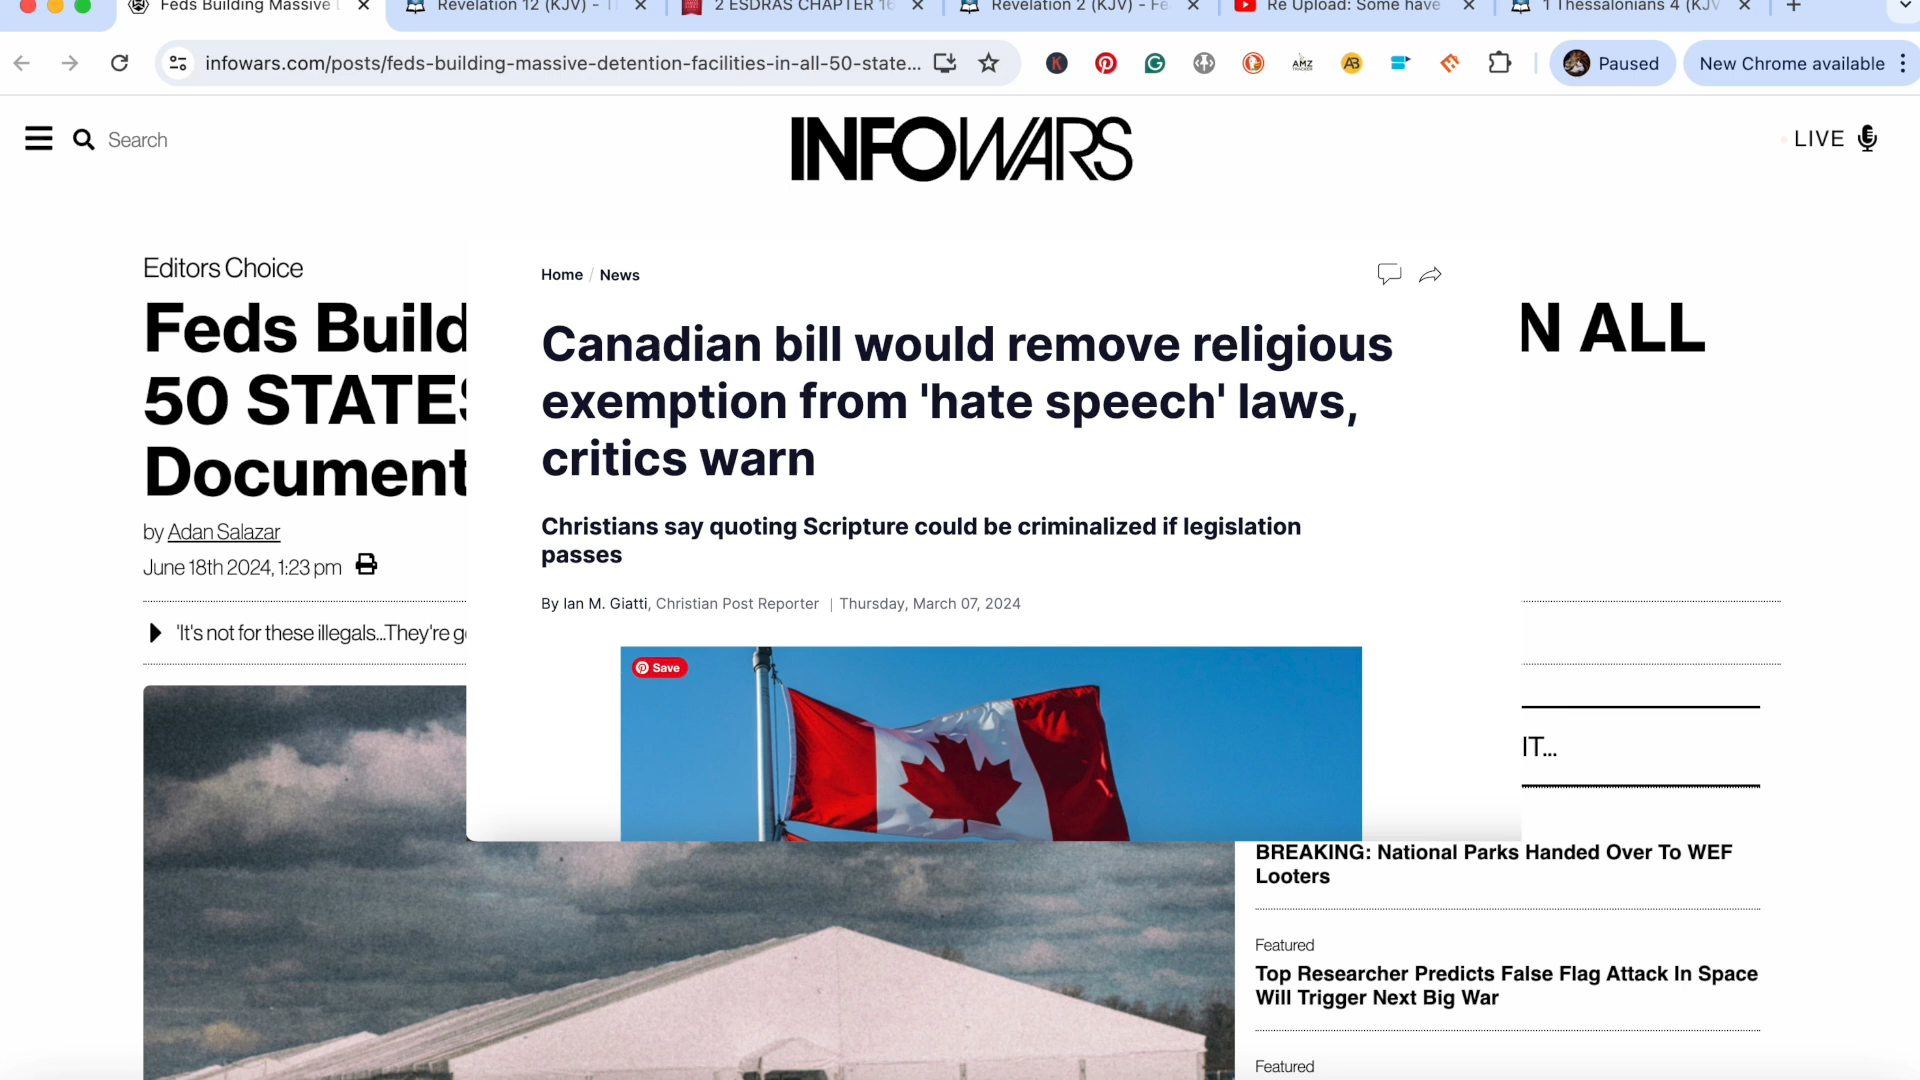 Feds Building Massive
Revelation 12 (KJV) -
2 ESDRAS CHAPTER 16
Revelation 2 (KJV) - Fe
Re Upload: Some have
1 Thessalonians 4 (KJV
infowars.com/posts/feds-building-massive-detention-facilities-in-all-50-state...
Paused
New Chrome available
Search
INFOWARS
LIVE
Editors Choice
Feds Build
N ALL
50 STATES
Document
by Adan Salazar
June 18th 2024, 1:23 pm
'It's not for these illegals...They're g
Home / News
Canadian bill would remove religious
exemption from 'hate speech' laws,
critics warn
Christians say quoting Scripture could be criminalized if legislation
passes
By Ian M. Giatti, Christian Post Reporter | Thursday, March 07, 2024
Save
IT...
BREAKING: National Parks Handed Over To WEF
Looters
Featured
Top Researcher Predicts False Flag Attack In Space
Will Trigger Next Big War
Featured